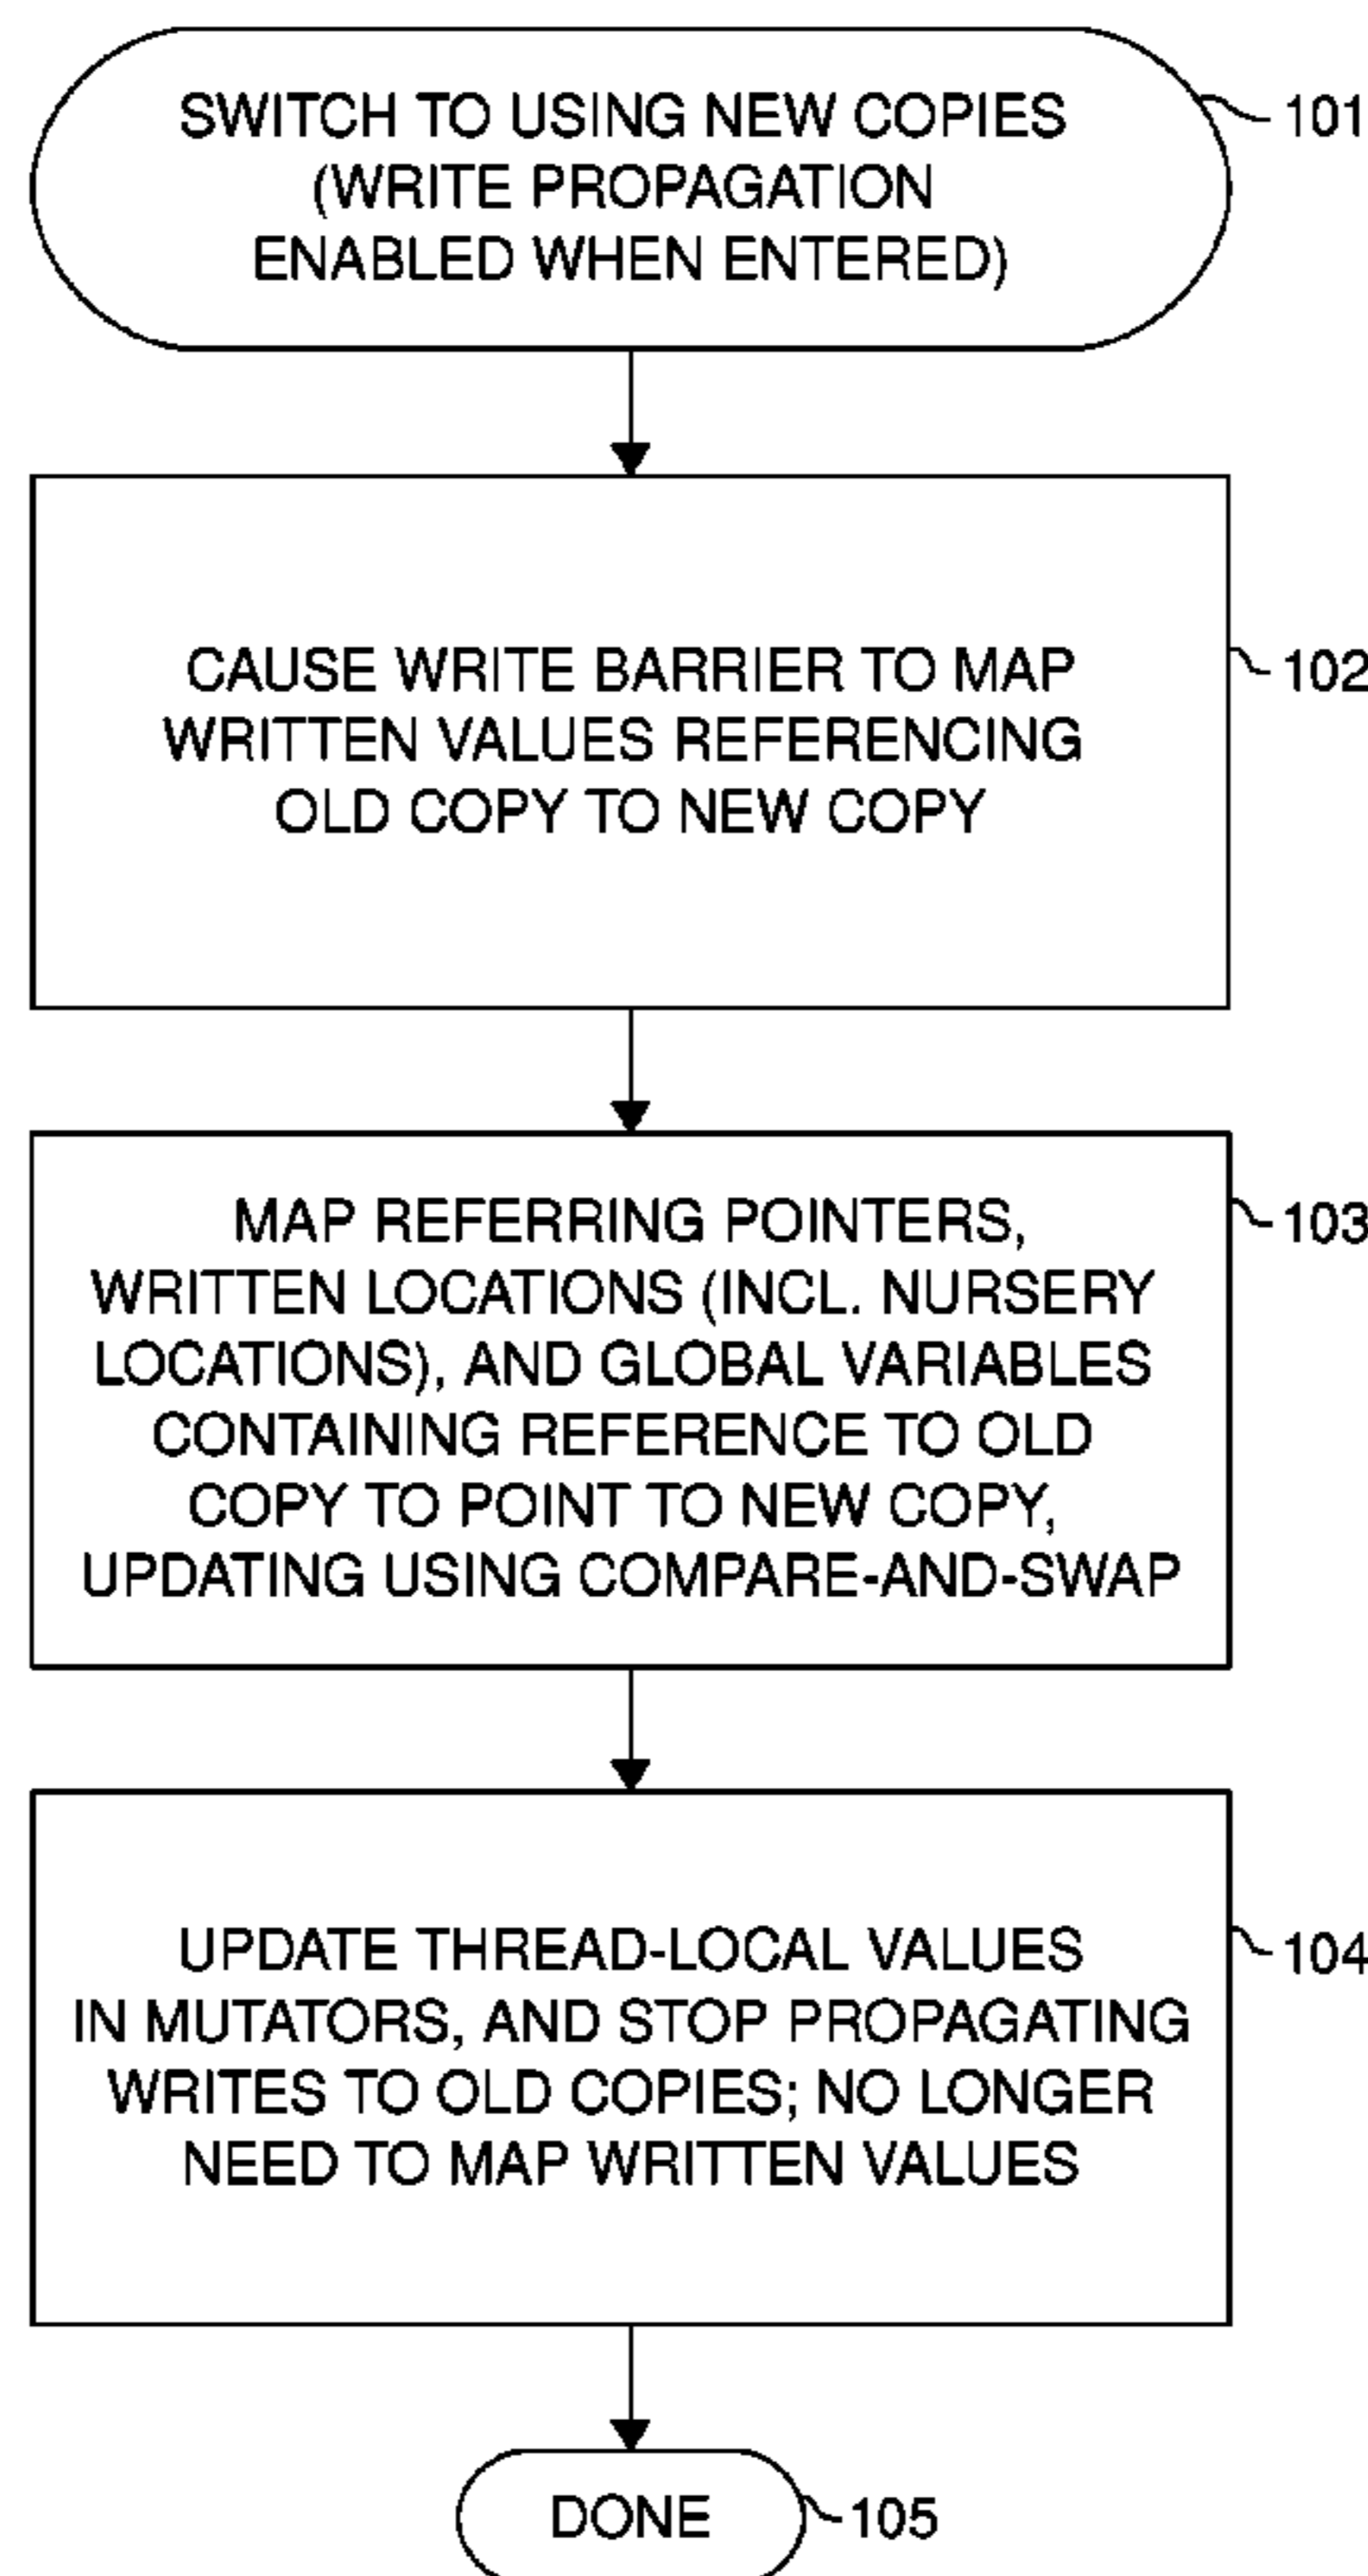 SWITCH TO USING NEW COPIES
(WRITE PROPAGATION
ENABLED WHEN ENTERED)
101
CAUSE WRITE BARRIER TO MAP
WRITTEN VALUES REFERENCING
OLD COPY TO NEW COPY
102
MAP REFERRING POINTERS,
WRITTEN LOCATIONS (INCL. NURSERY
LOCATIONS), AND GLOBAL VARIABLES
CONTAINING REFERENCE TO OLD
COPY TO POINT TO NEW COPY,
UPDATING USING COMPARE-AND-SWAP
103
UPDATE THREAD-LOCAL VALUES
IN MUTATORS, AND STOP PROPAGATING
WRITES TO OLD COPIES; NO LONGER
NEED TO MAP WRITTEN VALUES
104
DONE
105